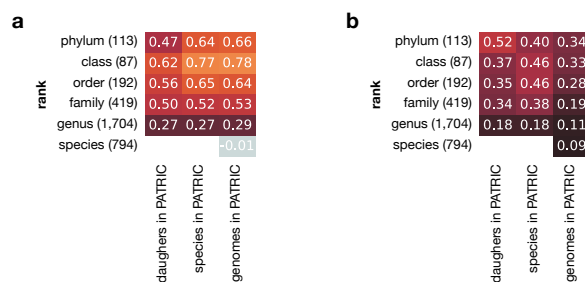 a
phylum (113) 0.47 0.64 0.66
class (87) 0.62 0.77 0.78
order (192) 0.56 0.65 0.64
family (419) 0.50 0.52 0.53
genus (1,704) 0.27 0.27 0.29
species (794) -0.01
rank
daughers in PATRIC
species in PATRIC
genomes in PATRIC
b
phylum (113) 0.52 0.40 0.34
class (87) 0.37 0.46 0.33
order (192) 0.35 0.46 0.28
family (419) 0.34 0.38 0.19
genus (1,704) 0.18 0.18 0.11
species (794) 0.09
rank
daughers in PATRIC
species in PATRIC
genomes in PATRIC